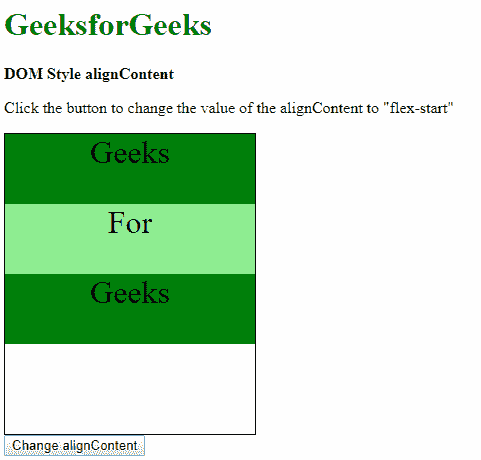 GeeksforGeeks
DOM Style alignContent
Click the button to change the value of the alignContent to "flex-start"
Geeks
For
Geeks
Change alignContent